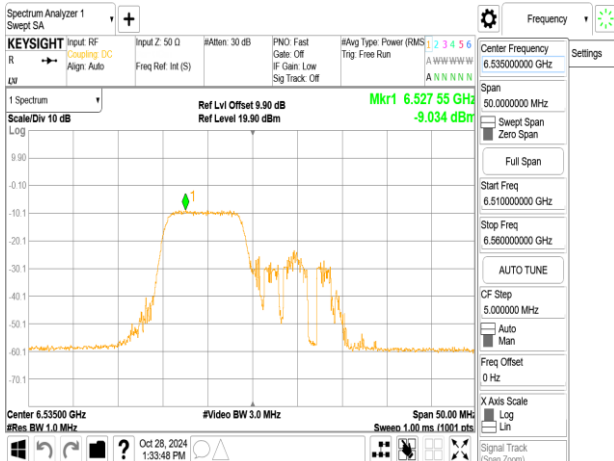 Spectrum Analyzer 1
Swept SA
Frequency
Settings
KEYSIGHT
R
Input: RF
Coupling: DC
Align: Auto
Input Z: 50 Ω
Freq Ref: Int (S)
#Atten: 30 dB
PNO: Fast
Gate: Off
IF Gain: Low
Sig Track: Off
#Avg Type: Power (RMS
Trig: Free Run
1 2 3 4 5 6
A W W W W W
A N N N N N
1 Spectrum
Scale/Div 10 dB
Log
Ref Lvl Offset 9.90 dB
Ref Level 19.90 dBm
Mkr1 6.527 55 GHz
-9.034 dBm
1
9.90
-0.10
-10.1
-20.1
-30.1
-40.1
-50.1
-60.1
-70.1
Center 6.53500 GHz
#Res BW 1.0 MHz
#Video BW 3.0 MHz
Span 50.00 MHz
Sweep 1.00 ms (1001 pts
Oct 28, 2024
1:33:48 PM
Center Frequency
6.535000000 GHz
Span
50.0000000 MHz
Swept Span
Zero Span
Full Span
Start Freq
6.510000000 GHz
Stop Freq
6.560000000 GHz
AUTO TUNE
CF Step
5.000000 MHz
Auto
Man
Freq Offset
0 Hz
X Axis Scale
Log
Lin
Signal Track
(Span Zoom)